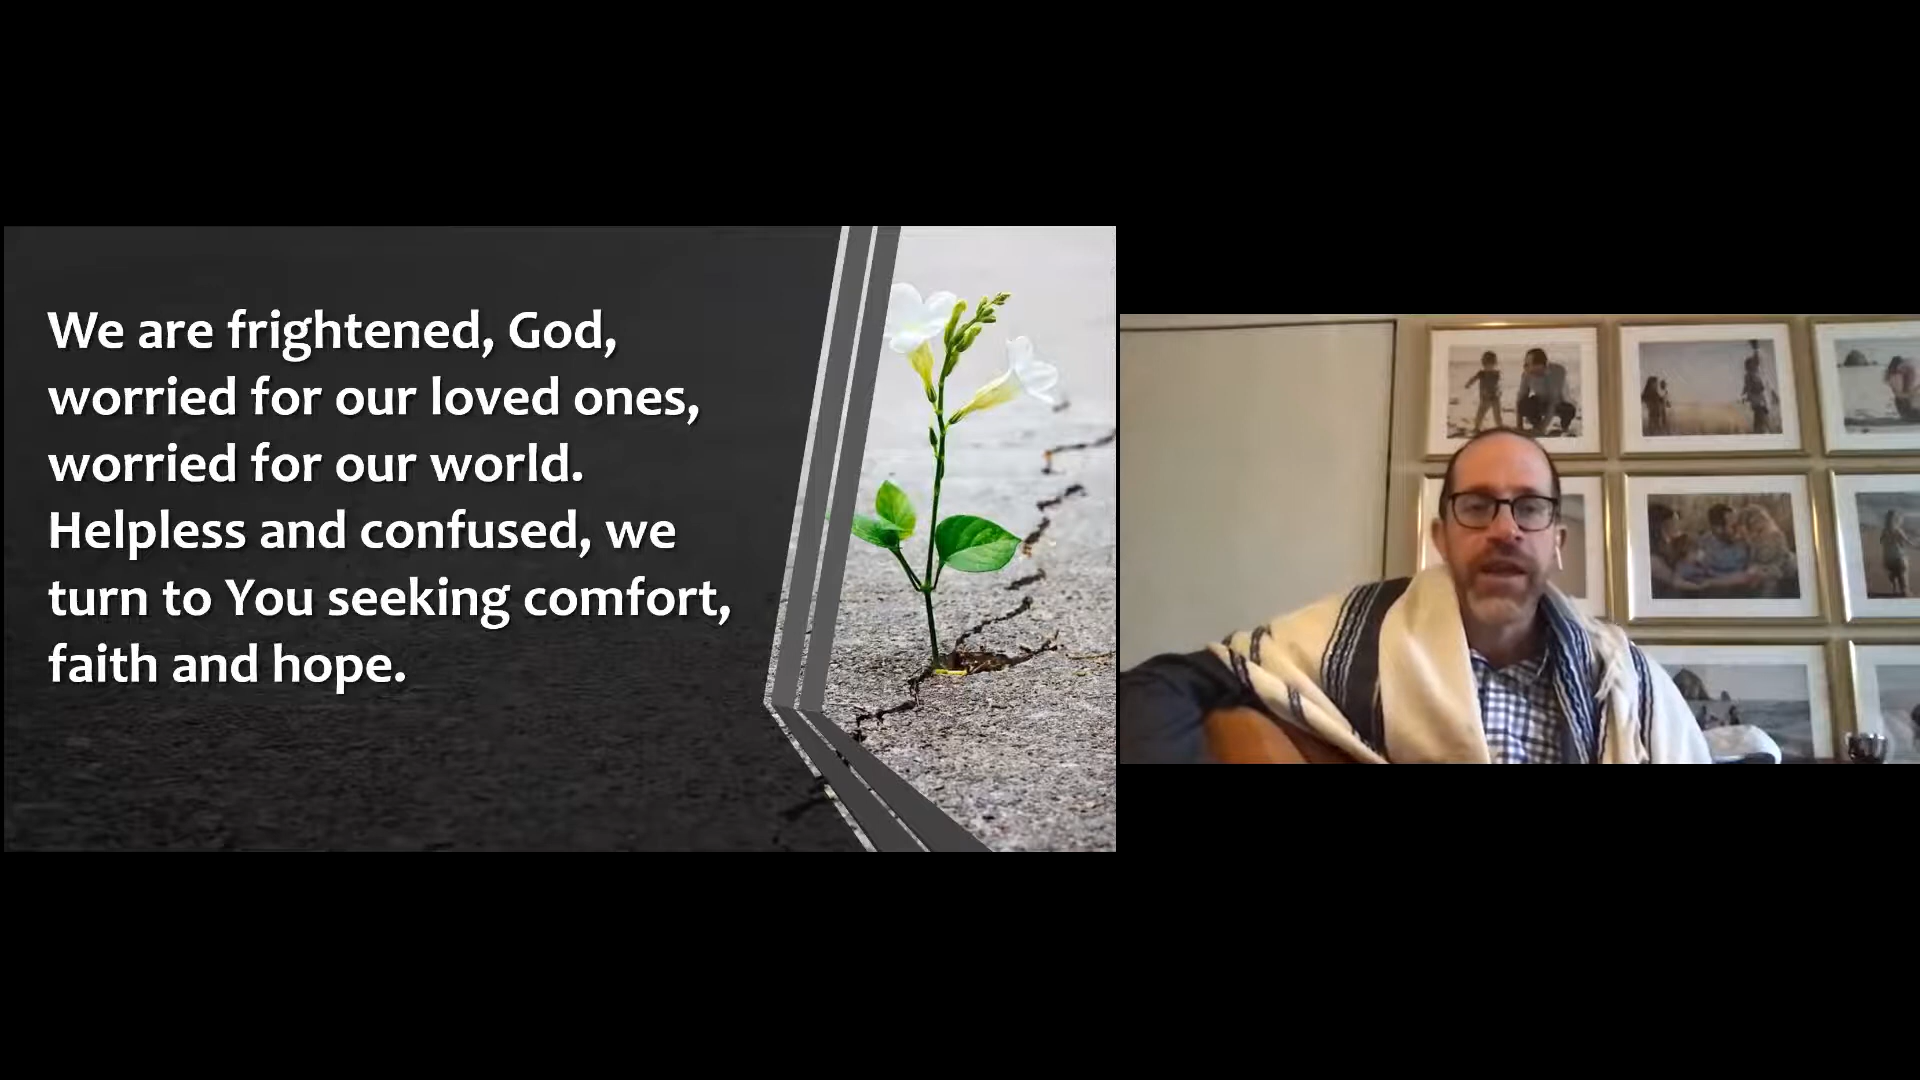 We are frightened, God,
worried for our loved ones,
worried for our world.
Helpless and confused, we
turn to You seeking comfort,
faith and hope.